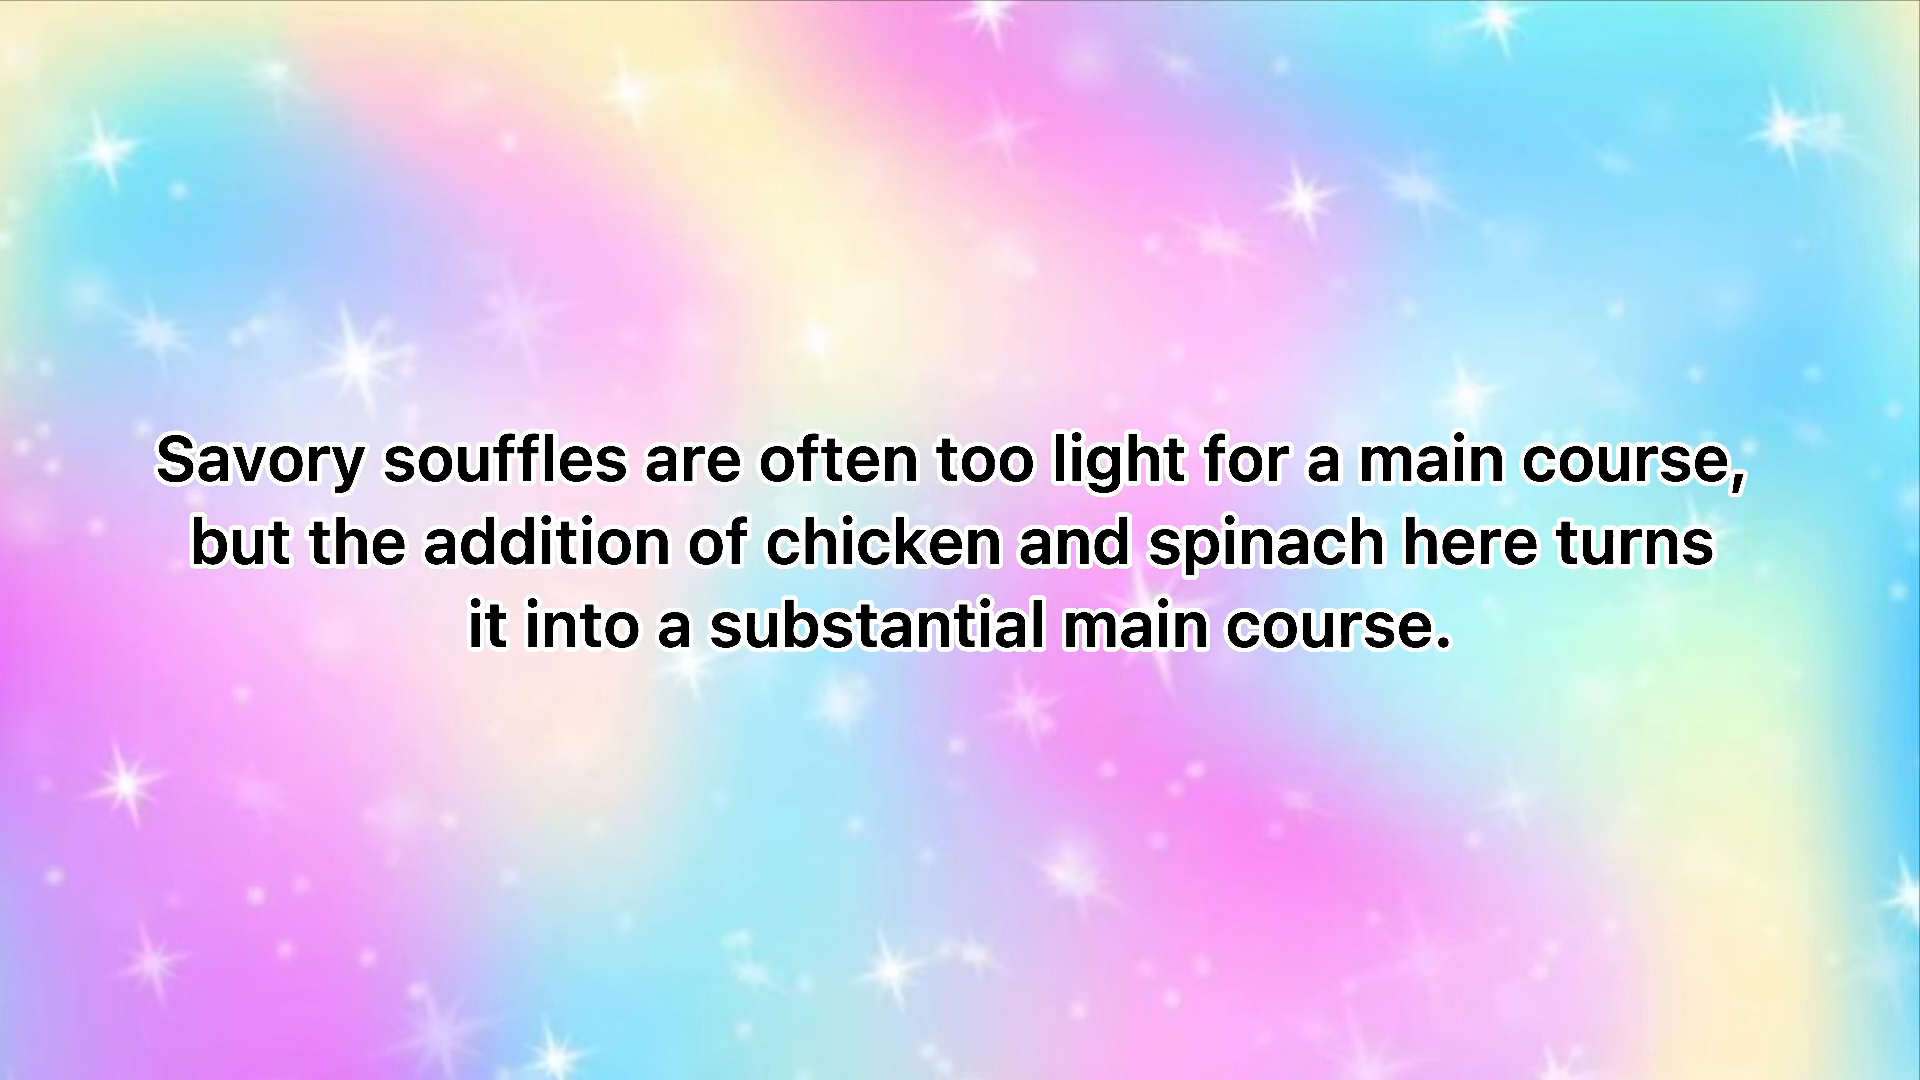 Savory souffles are often too light for a main course,
but the addition of chicken and spinach here turns
it into a substantial main course.